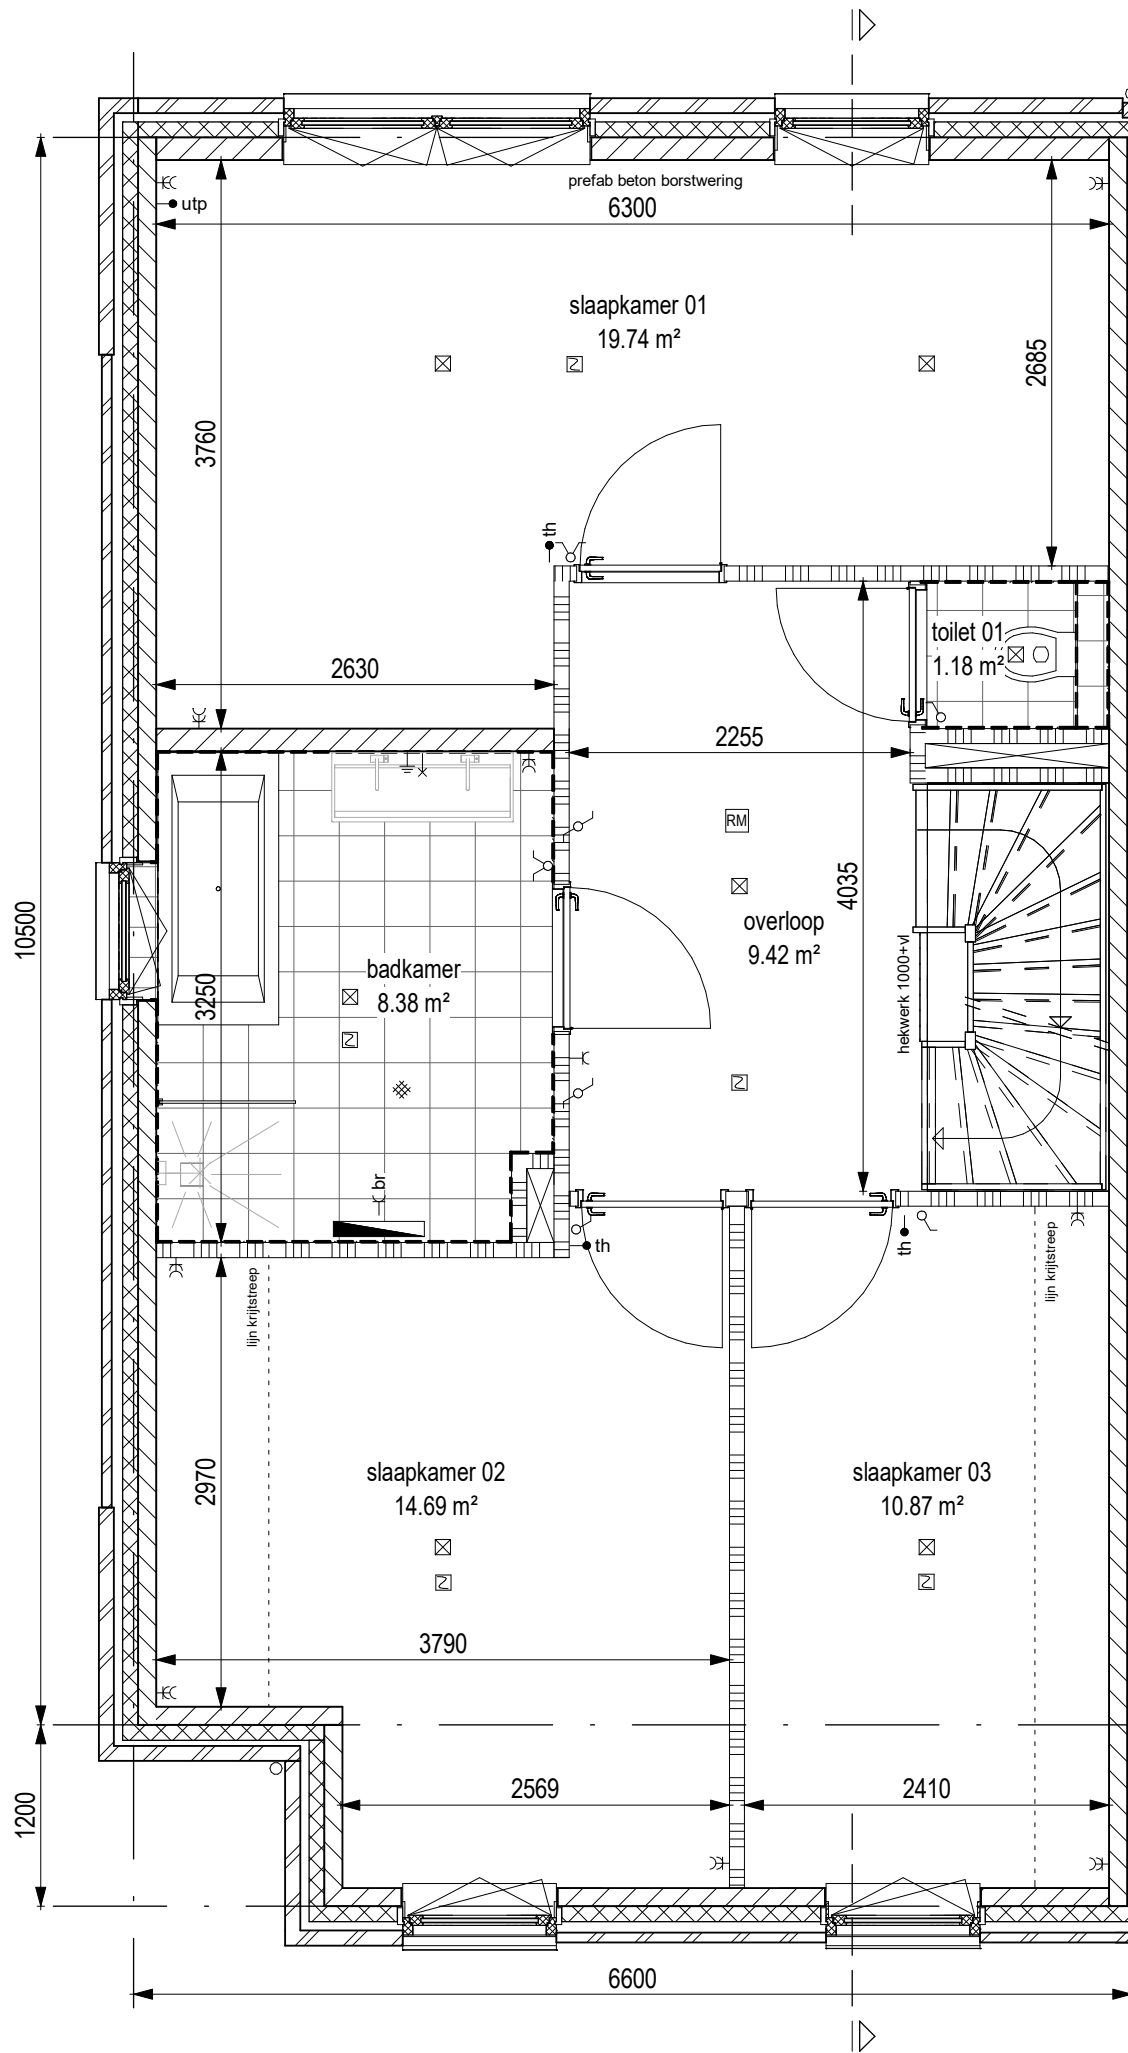 prefab beton borstwering
utp
6300
slaapkamer 01
19.74 m²
2685
3760
th
toilet 01
1.18 m²
2630
2255
RM
4035
overloop
9.42 m²
10500
badkamer
8.38 m²
3250
hekwerk 1000+vl
br
th
th
lijn krijtstreep
lijn krijtstreep
slaapkamer 02
14.69 m²
slaapkamer 03
10.87 m²
2970
3790
1200
2569
2410
6600